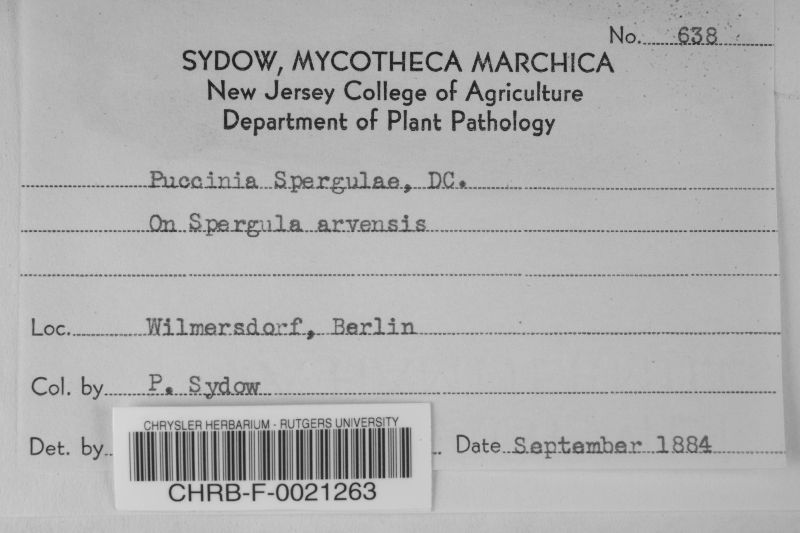 No. 638
SYDOW, MYCOTHECA MARCHICA
New Jersey College of Agriculture
Department of Plant Pathology
Puccinia Spergulae, DC.
On Spergula arvensis
Loc. Wilmersdorf, Berlin
Col. by P. Sydow
Det. by
Date September 1884
CHRYSLER HERBARIUM - RUTGERS UNIVERSITY
CHRB-F-0021263